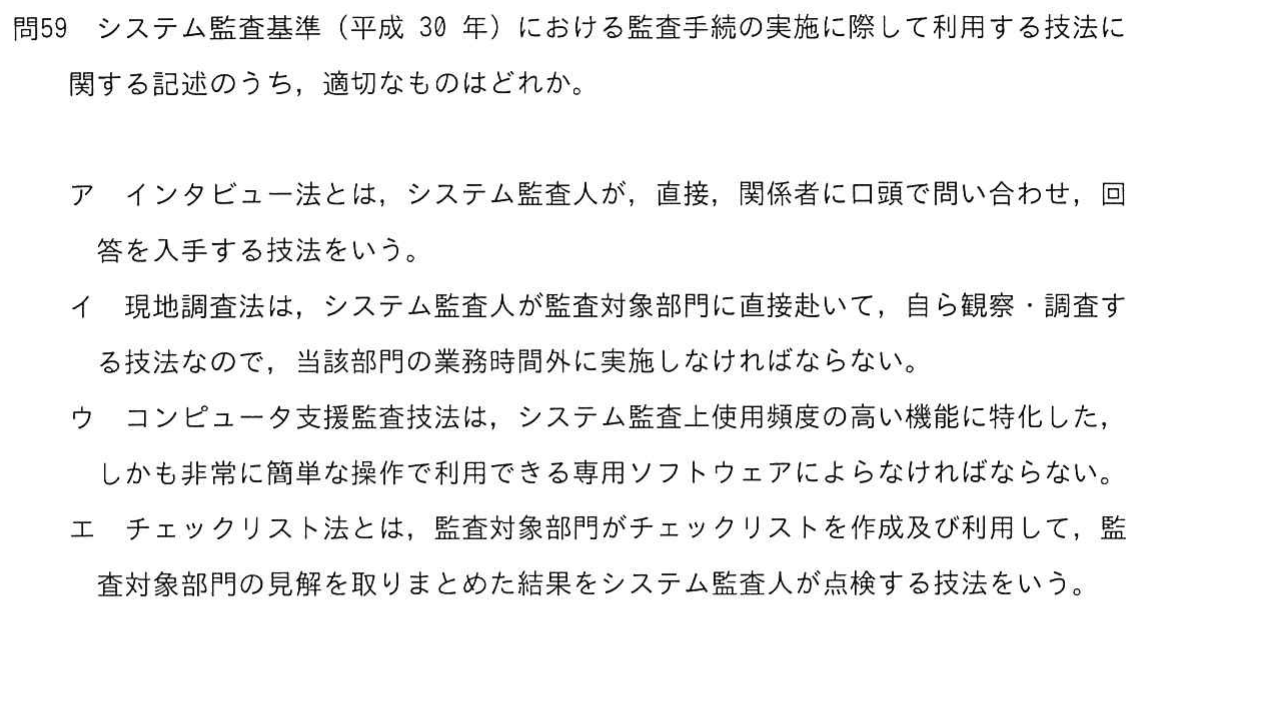 問59　システム監査基準（平成 30 年）における監査手続の実施に際して利用する技法に
関する記述のうち，適切なものはどれか。
ア　インタビュー法とは，システム監査人が，直接，関係者に口頭で問い合わせ，回
答を入手する技法をいう。
イ　現地調査法は，システム監査人が監査対象部門に直接赴いて，自ら観察・調査す
る技法なので，当該部門の業務時間外に実施しなければならない。
ウ　コンピュータ支援監査技法は，システム監査上使用頻度の高い機能に特化した，
しかも非常に簡単な操作で利用できる専用ソフトウェアによらなければならない。
エ　チェックリスト法とは，監査対象部門がチェックリストを作成及び利用して，監
査対象部門の見解を取りまとめた結果をシステム監査人が点検する技法をいう。